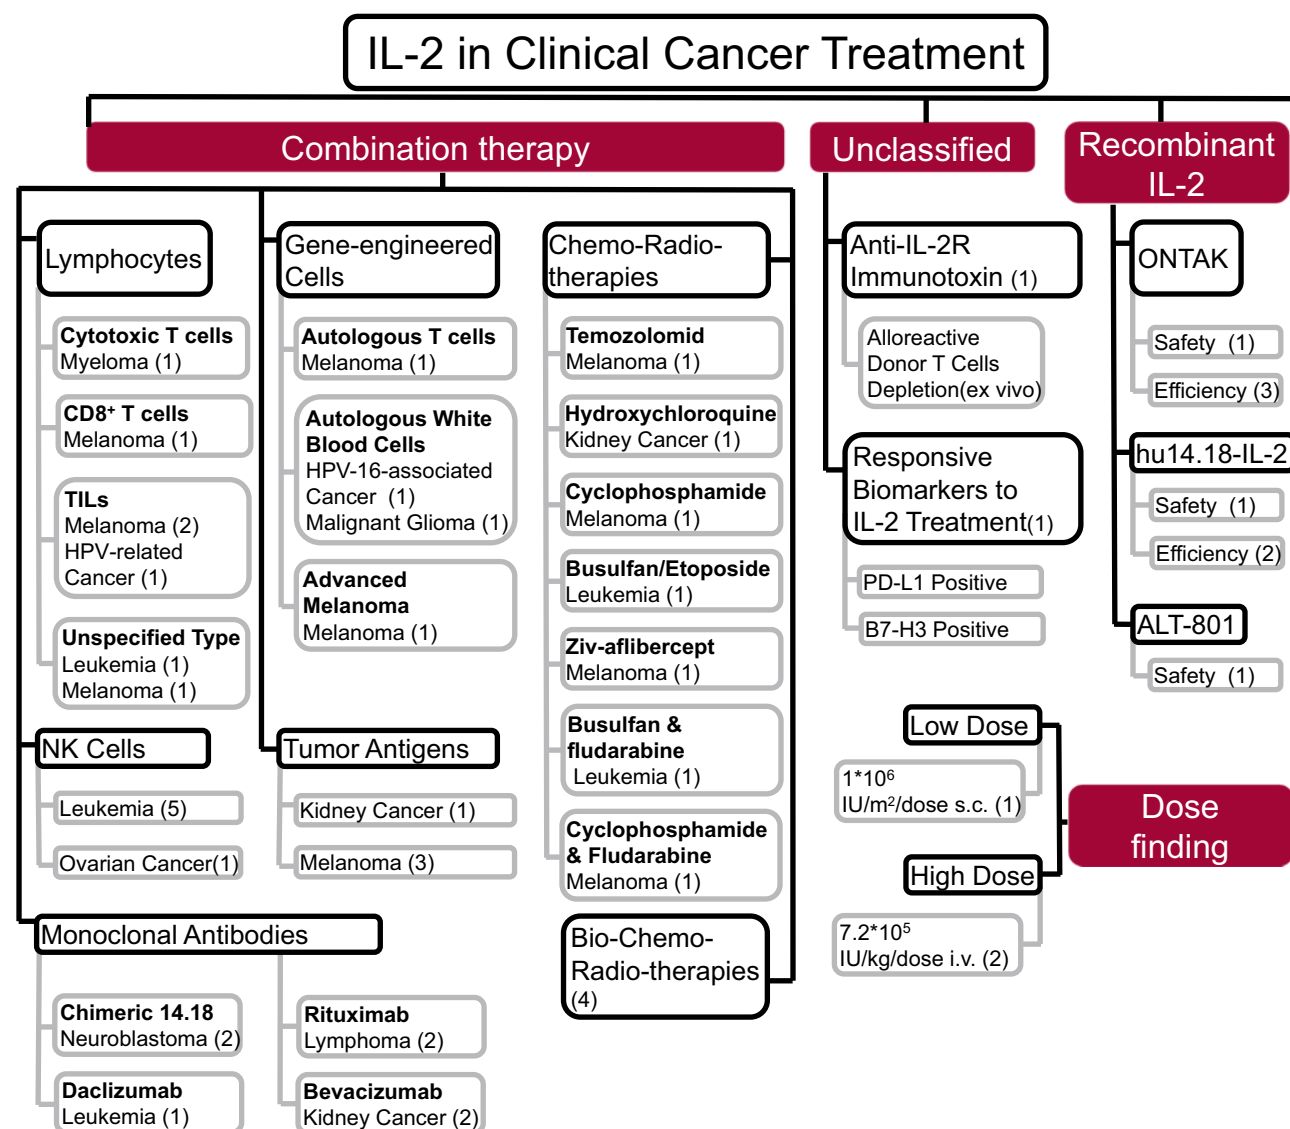 IL-2 in Clinical Cancer Treatment
Combination therapy
Lymphocytes
Cytotoxic T cells
Myeloma (1)
CD8⁺ T cells
Melanoma (1)
TILs
Melanoma (2)
HPV-related
Cancer (1)
Unspecified Type
Leukemia (1)
Melanoma (1)
NK Cells
Leukemia (5)
Ovarian Cancer(1)
Monoclonal Antibodies
Chimeric 14.18
Neuroblastoma (2)
Daclizumab
Leukemia (1)
Rituximab
Lymphoma (2)
Bevacizumab
Kidney Cancer (2)
Gene-engineered
Cells
Autologous T cells
Melanoma (1)
Autologous White
Blood Cells
HPV-16-associated
Cancer (1)
Malignant Glioma (1)
Advanced
Melanoma
Melanoma (1)
Tumor Antigens
Kidney Cancer (1)
Melanoma (3)
Chemo-Radio-
therapies
Temozolomid
Melanoma (1)
Hydroxychloroquine
Kidney Cancer (1)
Cyclophosphamide
Melanoma (1)
Busulfan/Etoposide
Leukemia (1)
Ziv-aflibercept
Melanoma (1)
Busulfan &
fludarabine
Leukemia (1)
Cyclophosphamide
& Fludarabine
Melanoma (1)
Bio-Chemo-
Radio-therapies
(4)
Unclassified
Anti-IL-2R
Immunotoxin (1)
Alloreactive
Donor T Cells
Depletion(ex vivo)
Responsive
Biomarkers to
IL-2 Treatment(1)
PD-L1 Positive
B7-H3 Positive
Recombinant
IL-2
ONTAK
Safety (1)
Efficiency (3)
hu14.18-IL-2
Safety (1)
Efficiency (2)
ALT-801
Safety (1)
Dose
finding
Low Dose
1*10⁶
IU/m²/dose s.c. (1)
High Dose
7.2*10⁵
IU/kg/dose i.v. (2)